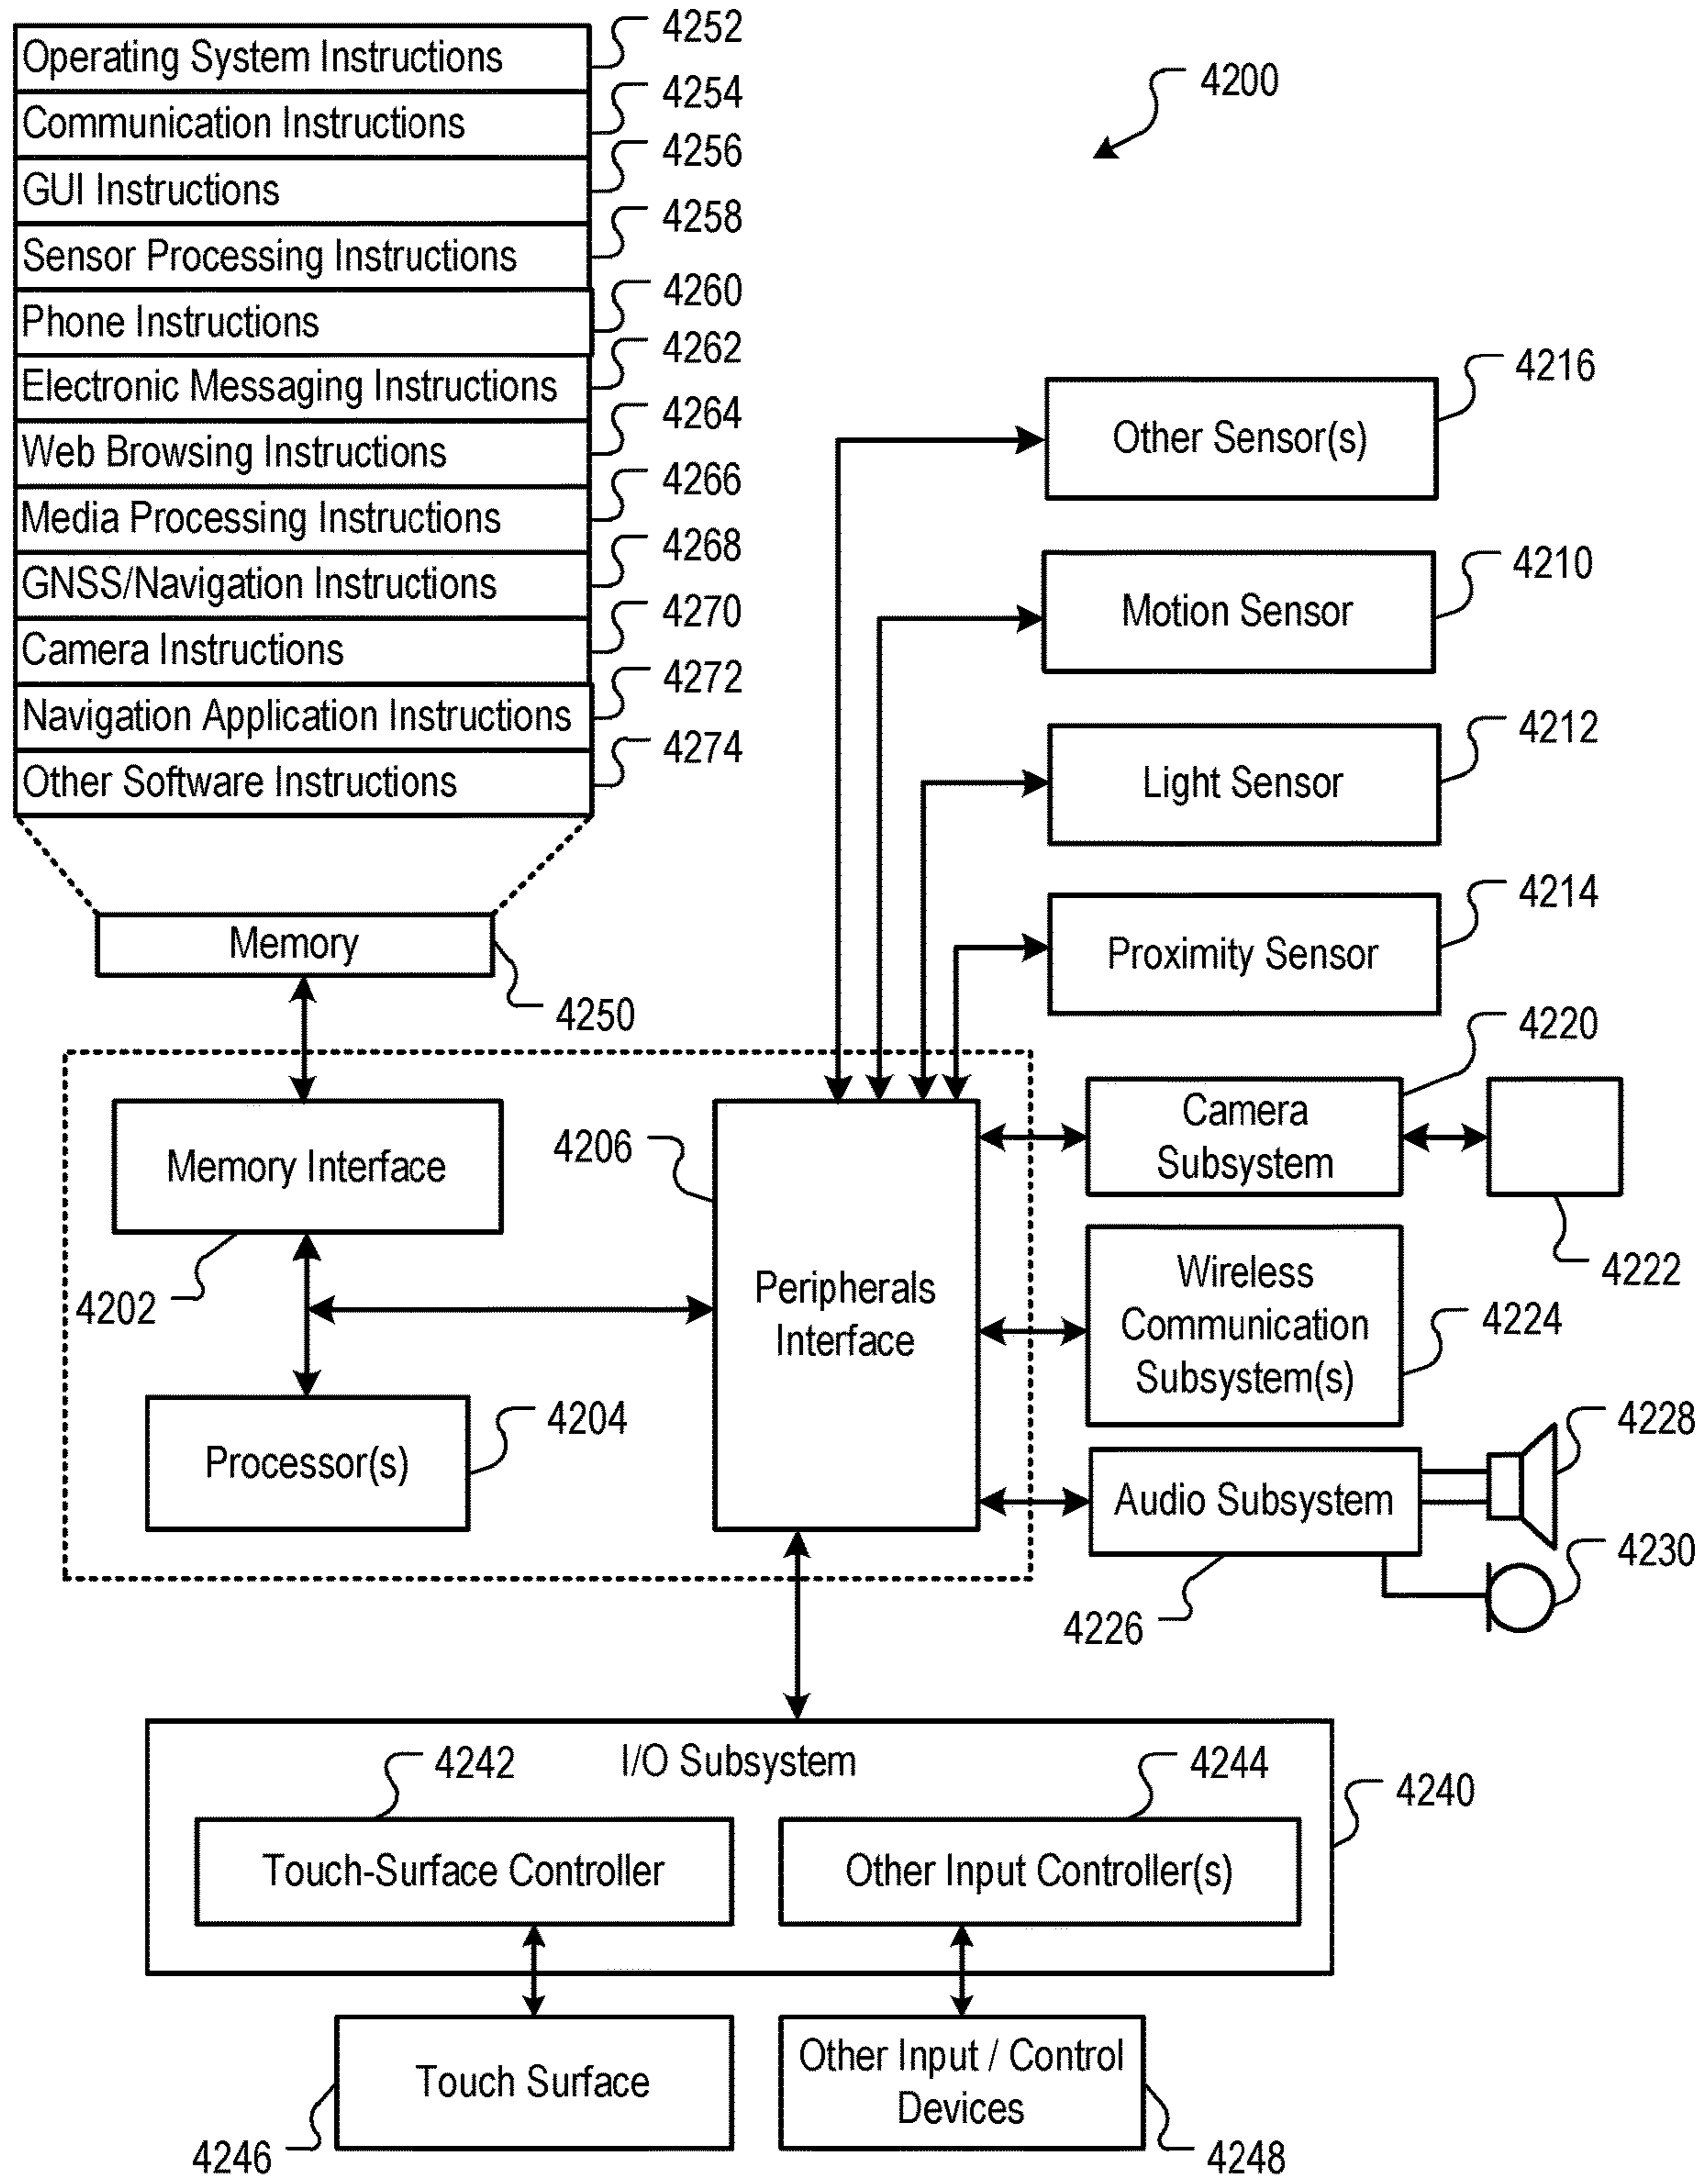 4252
Operating System Instructions
4254
Communication Instructions
4256
GUI Instructions
4258
Sensor Processing Instructions
4260
Phone Instructions
4262
Electronic Messaging Instructions
4264
Web Browsing Instructions
4266
Media Processing Instructions
4268
GNSS/Navigation Instructions
4270
Camera Instructions
4272
Navigation Application Instructions
4274
Other Software Instructions
4200
Memory
4250
4216
Other Sensor(s)
4210
Motion Sensor
4212
Light Sensor
4214
Proximity Sensor
4220
Camera
Subsystem
4222
Memory Interface
4202
4206
Peripherals
Interface
Wireless
Communication
Subsystem(s)
4224
Processor(s)
4204
Audio Subsystem
4228
4230
4226
I/O Subsystem
4242
4244
4240
Touch-Surface Controller
Other Input Controller(s)
Touch Surface
4246
Other Input / Control
Devices
4248